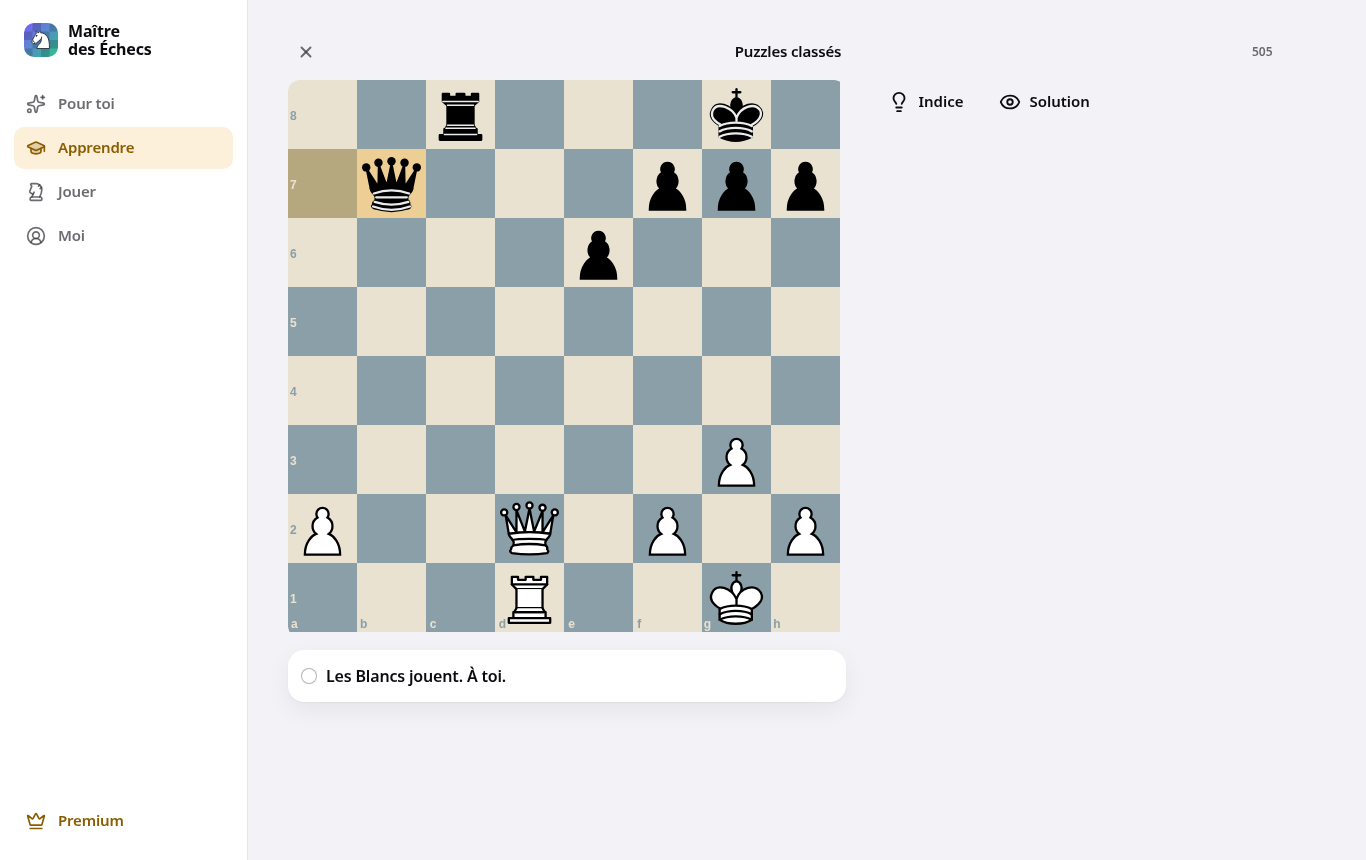 Maître
des Échecs
Pour toi
Apprendre
Jouer
Moi
Premium
Puzzles classés
505
Indice
Solution
8
7
6
5
4
3
2
1
a b c d e f g h
Les Blancs jouent. À toi.